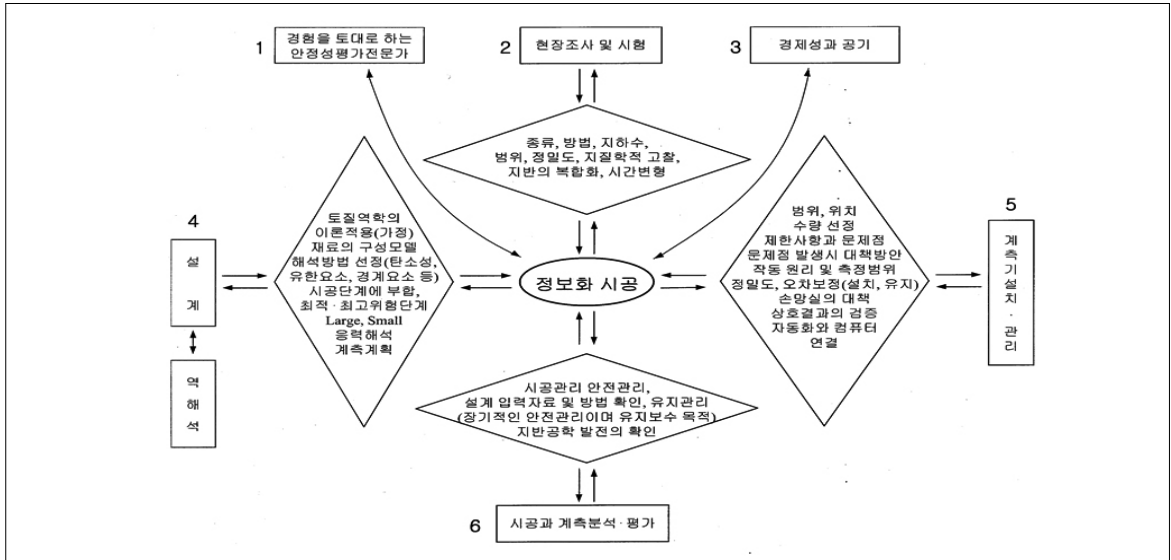 1
경험을 토대로 하는
안정성평가전문가
2
현장조사 및 시험
3
경제성과 공기
종류, 방법, 지하수,
범위, 정밀도, 지질학적 고찰,
지반의 복합화, 시간변형
4
설
계
역
해
석
토질역학의
이론적용(가정)
재료의 구성모델
해석방법 선정(탄소성,
유한요소, 경계요소 등)
시공단계에 부합,
최적·최고위험단계
Large, Small
응력해석
계측계획
정보화 시공
범위, 위치
수량 선정
제한사항과 문제점
문제점 발생시 대책방안
작동 원리 및 측정범위
정밀도, 오차보정(설치, 유지)
손망실의 대책
상호결과의 검증
자동화와 컴퓨터
연결
5
계
측
기
설
치
·
관
리
시공관리 안전관리,
설계 입력자료 및 방법 확인, 유지관리
(장기적인 안전관리이며 유지보수 목적)
지반공학 발전의 확인
6
시공과 계측분석·평가